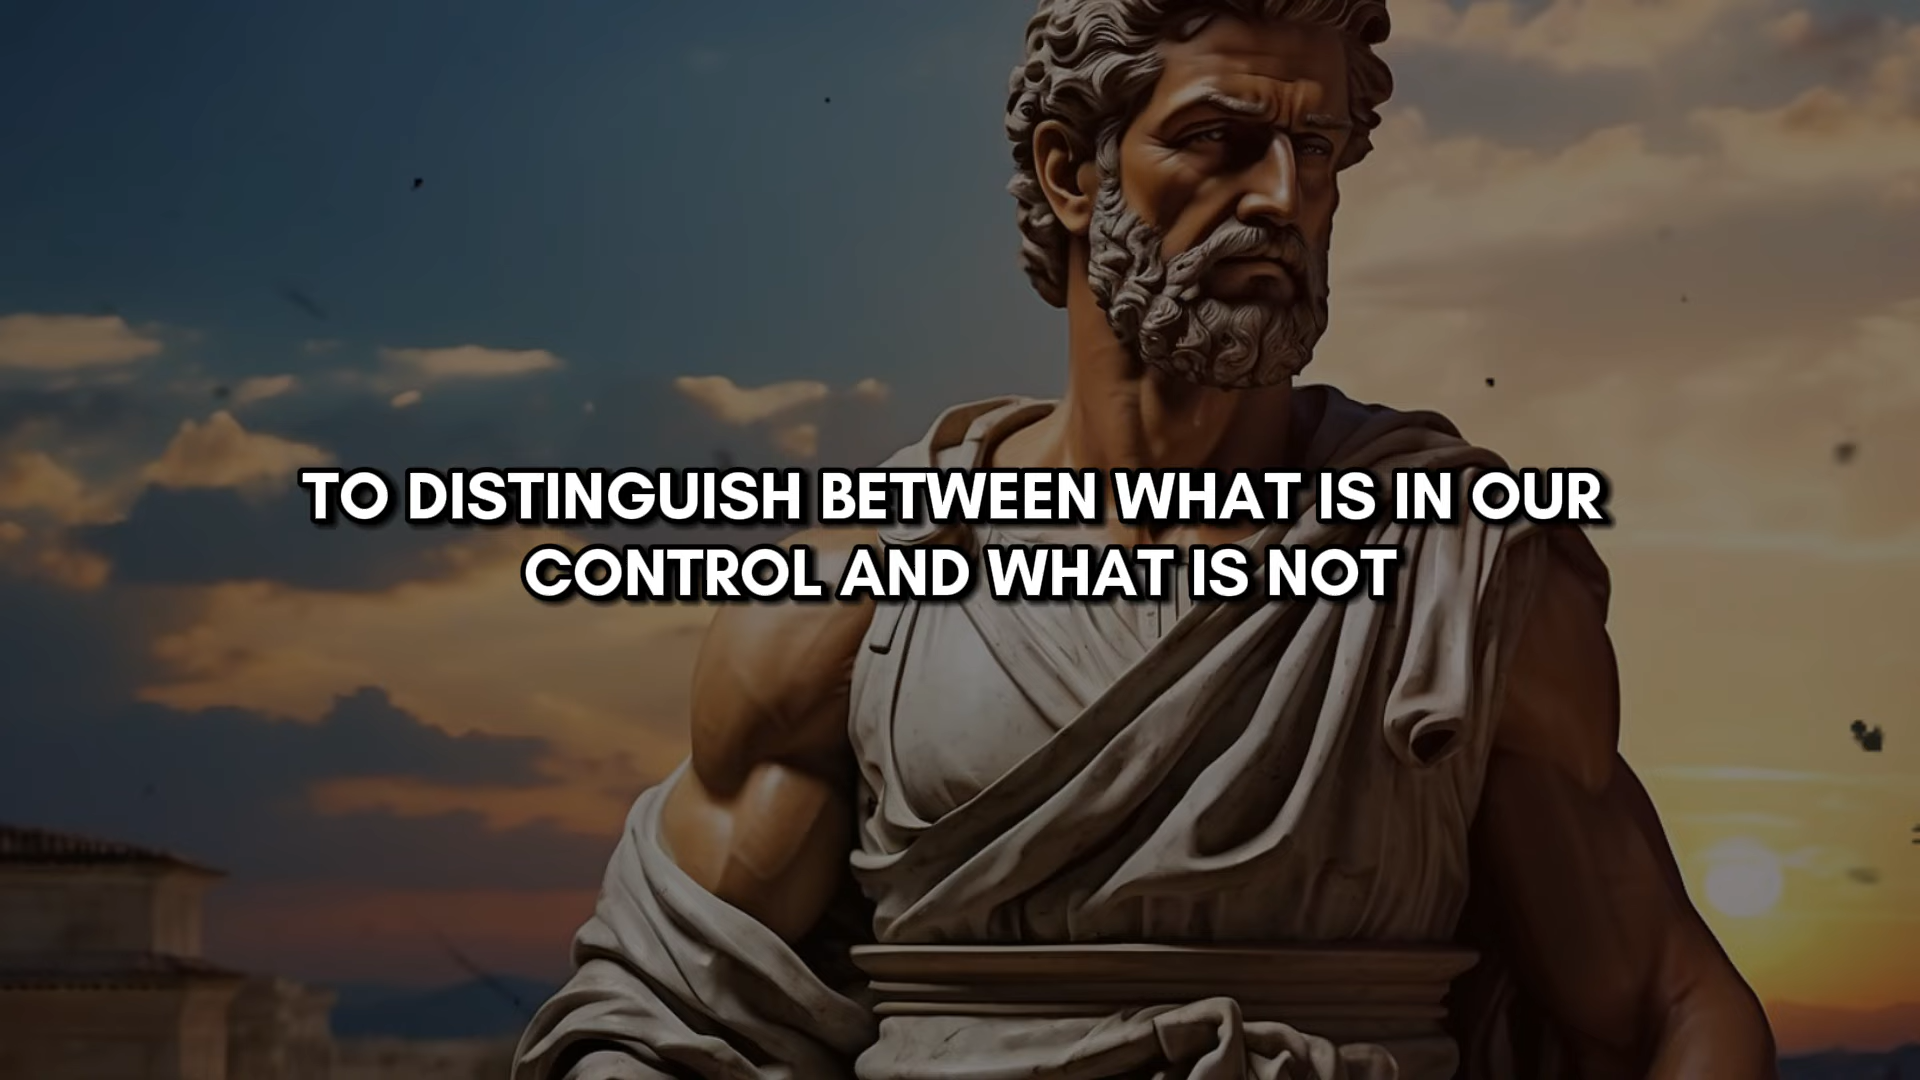 TO DISTINGUISH BETWEEN WHAT IS IN OUR
CONTROL AND WHAT IS NOT